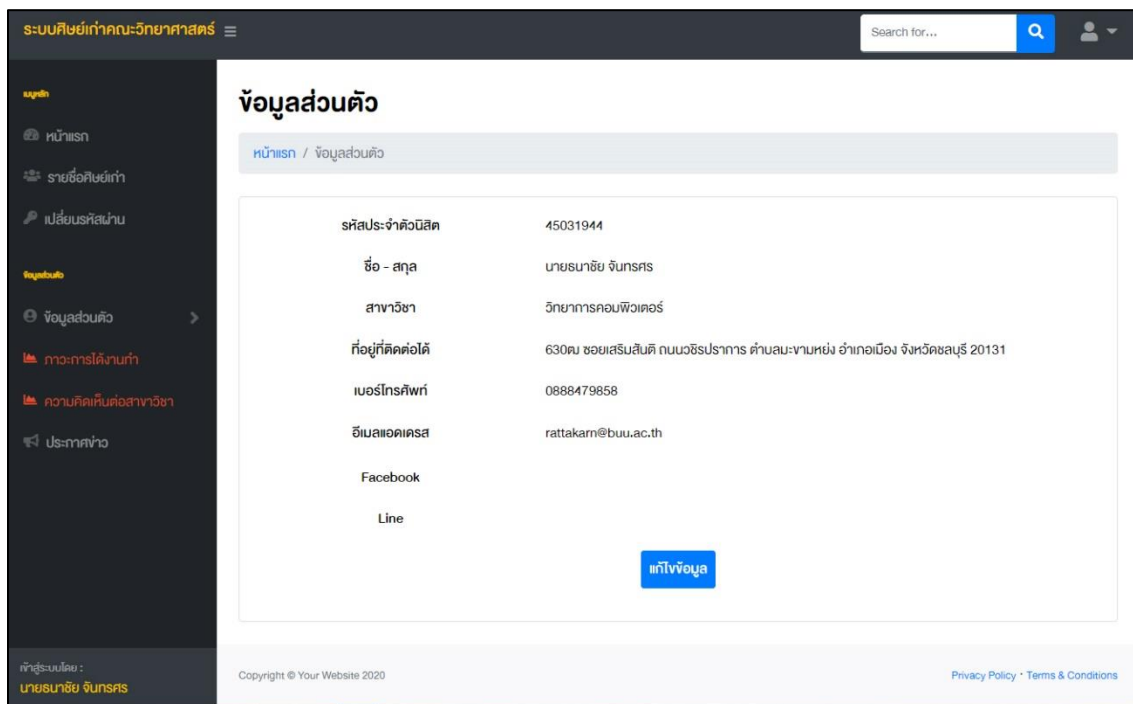 ระบบศิษย์เก่าคณะวิทยาศาสตร์
Search for...
เมนูหลัก
หน้าแรก
รายชื่อศิษย์เก่า
เปลี่ยนรหัสผ่าน
ข้อมูลส่วนตัว
ข้อมูลส่วนตัว
ภาวะการได้งานทำ
ความคิดเห็นต่อสาขาวิชา
ประกาศข่าว
เข้าสู่ระบบโดย :
นายธนาชัย จันทรศร
ข้อมูลส่วนตัว
หน้าแรก / ข้อมูลส่วนตัว
รหัสประจำตัวนิสิต 45031944
ชื่อ - สกุล นายธนาชัย จันทรศร
สาขาวิชา วิทยาการคอมพิวเตอร์
ที่อยู่ที่ติดต่อได้ 630ฒ ซอยเสริมสันติ ถนนวชิรปราการ ตำบลมะขามหย่ง อำเภอเมือง จังหวัดชลบุรี 20131
เบอร์โทรศัพท์ 0888479858
อีเมลแอดเดรส rattakarn@buu.ac.th
Facebook
Line
แก้ไขข้อมูล
Copyright © Your Website 2020
Privacy Policy · Terms & Conditions